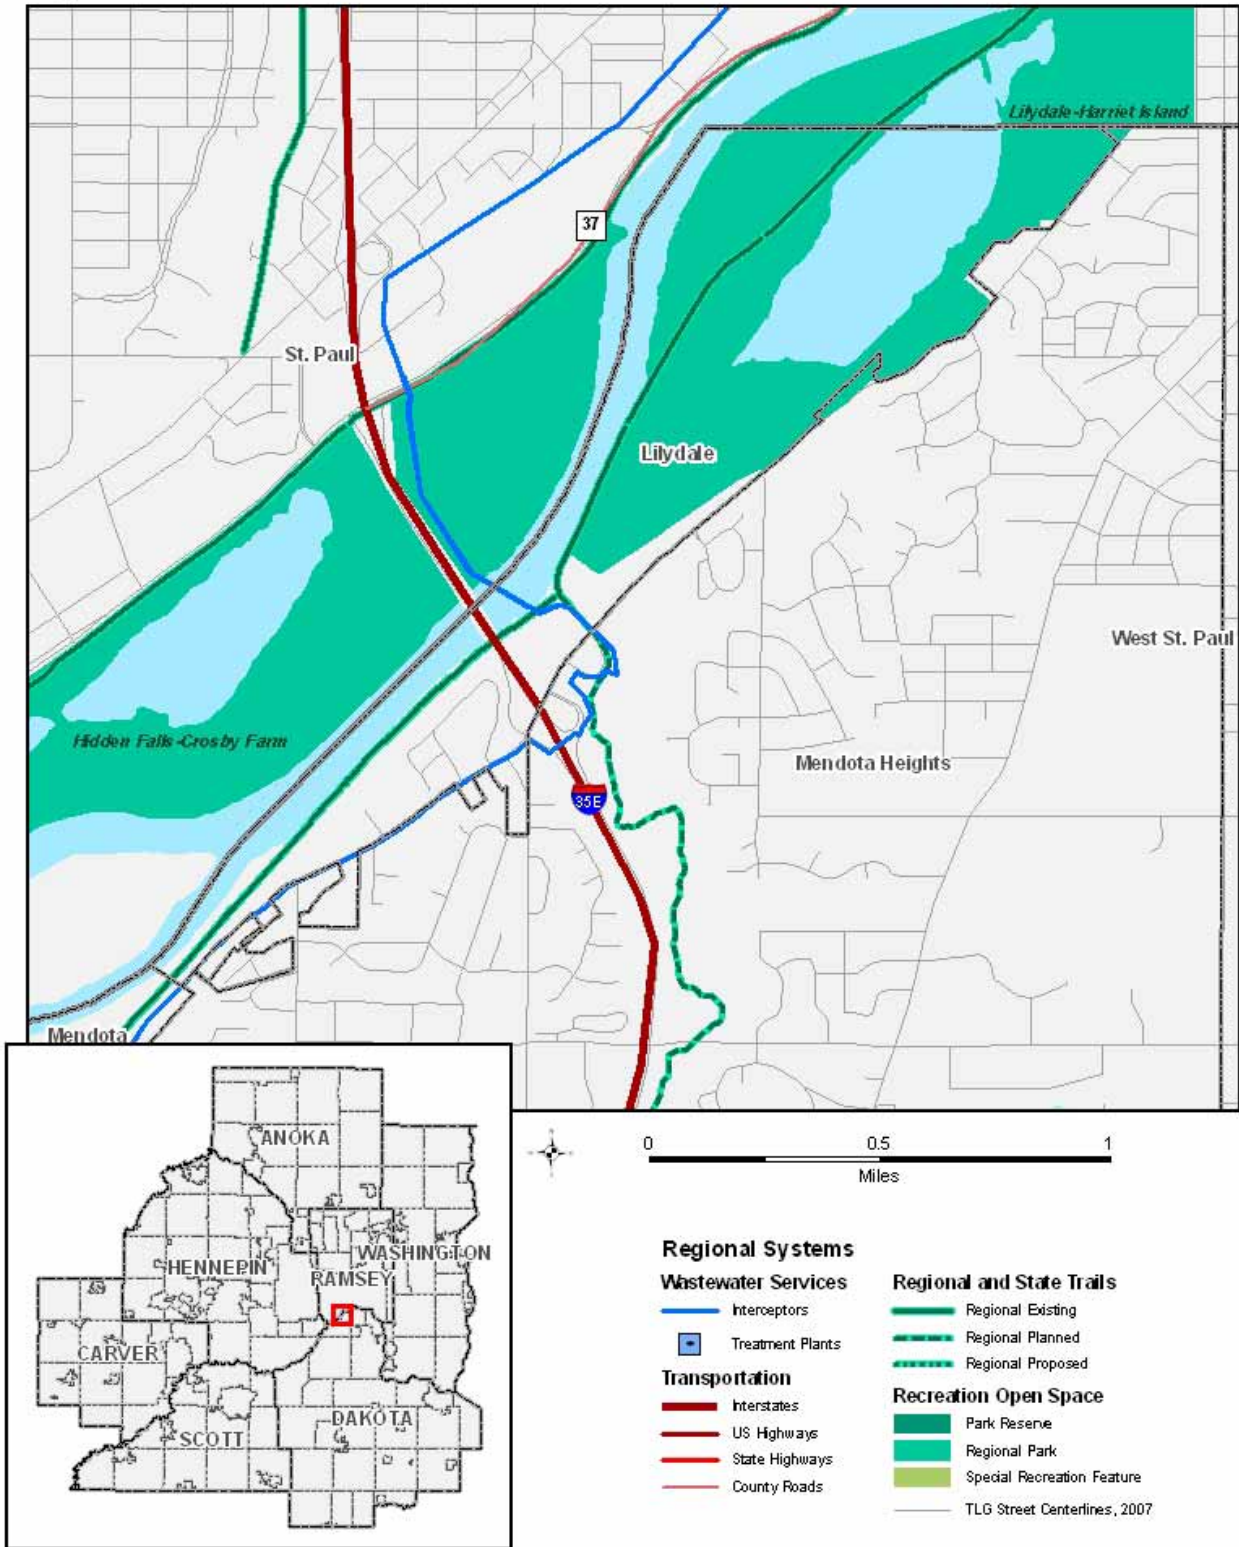 Lilydale-Harriet Island
37
St. Paul
Lilydale
West St. Paul
Hidden Falls-Crosby Farm
Mendota Heights
35E
Mendota
ANOKA
WASHINGTON
HENNEPIN
RAMSEY
CARVER
DAKOTA
SCOTT
0 0.5 1
Miles
Regional Systems
Wastewater Services
Interceptors
Treatment Plants
Transportation
Interstates
US Highways
State Highways
County Roads
Regional and State Trails
Regional Existing
Regional Planned
Regional Proposed
Recreation Open Space
Park Reserve
Regional Park
Special Recreation Feature
TLG Street Centerlines, 2007